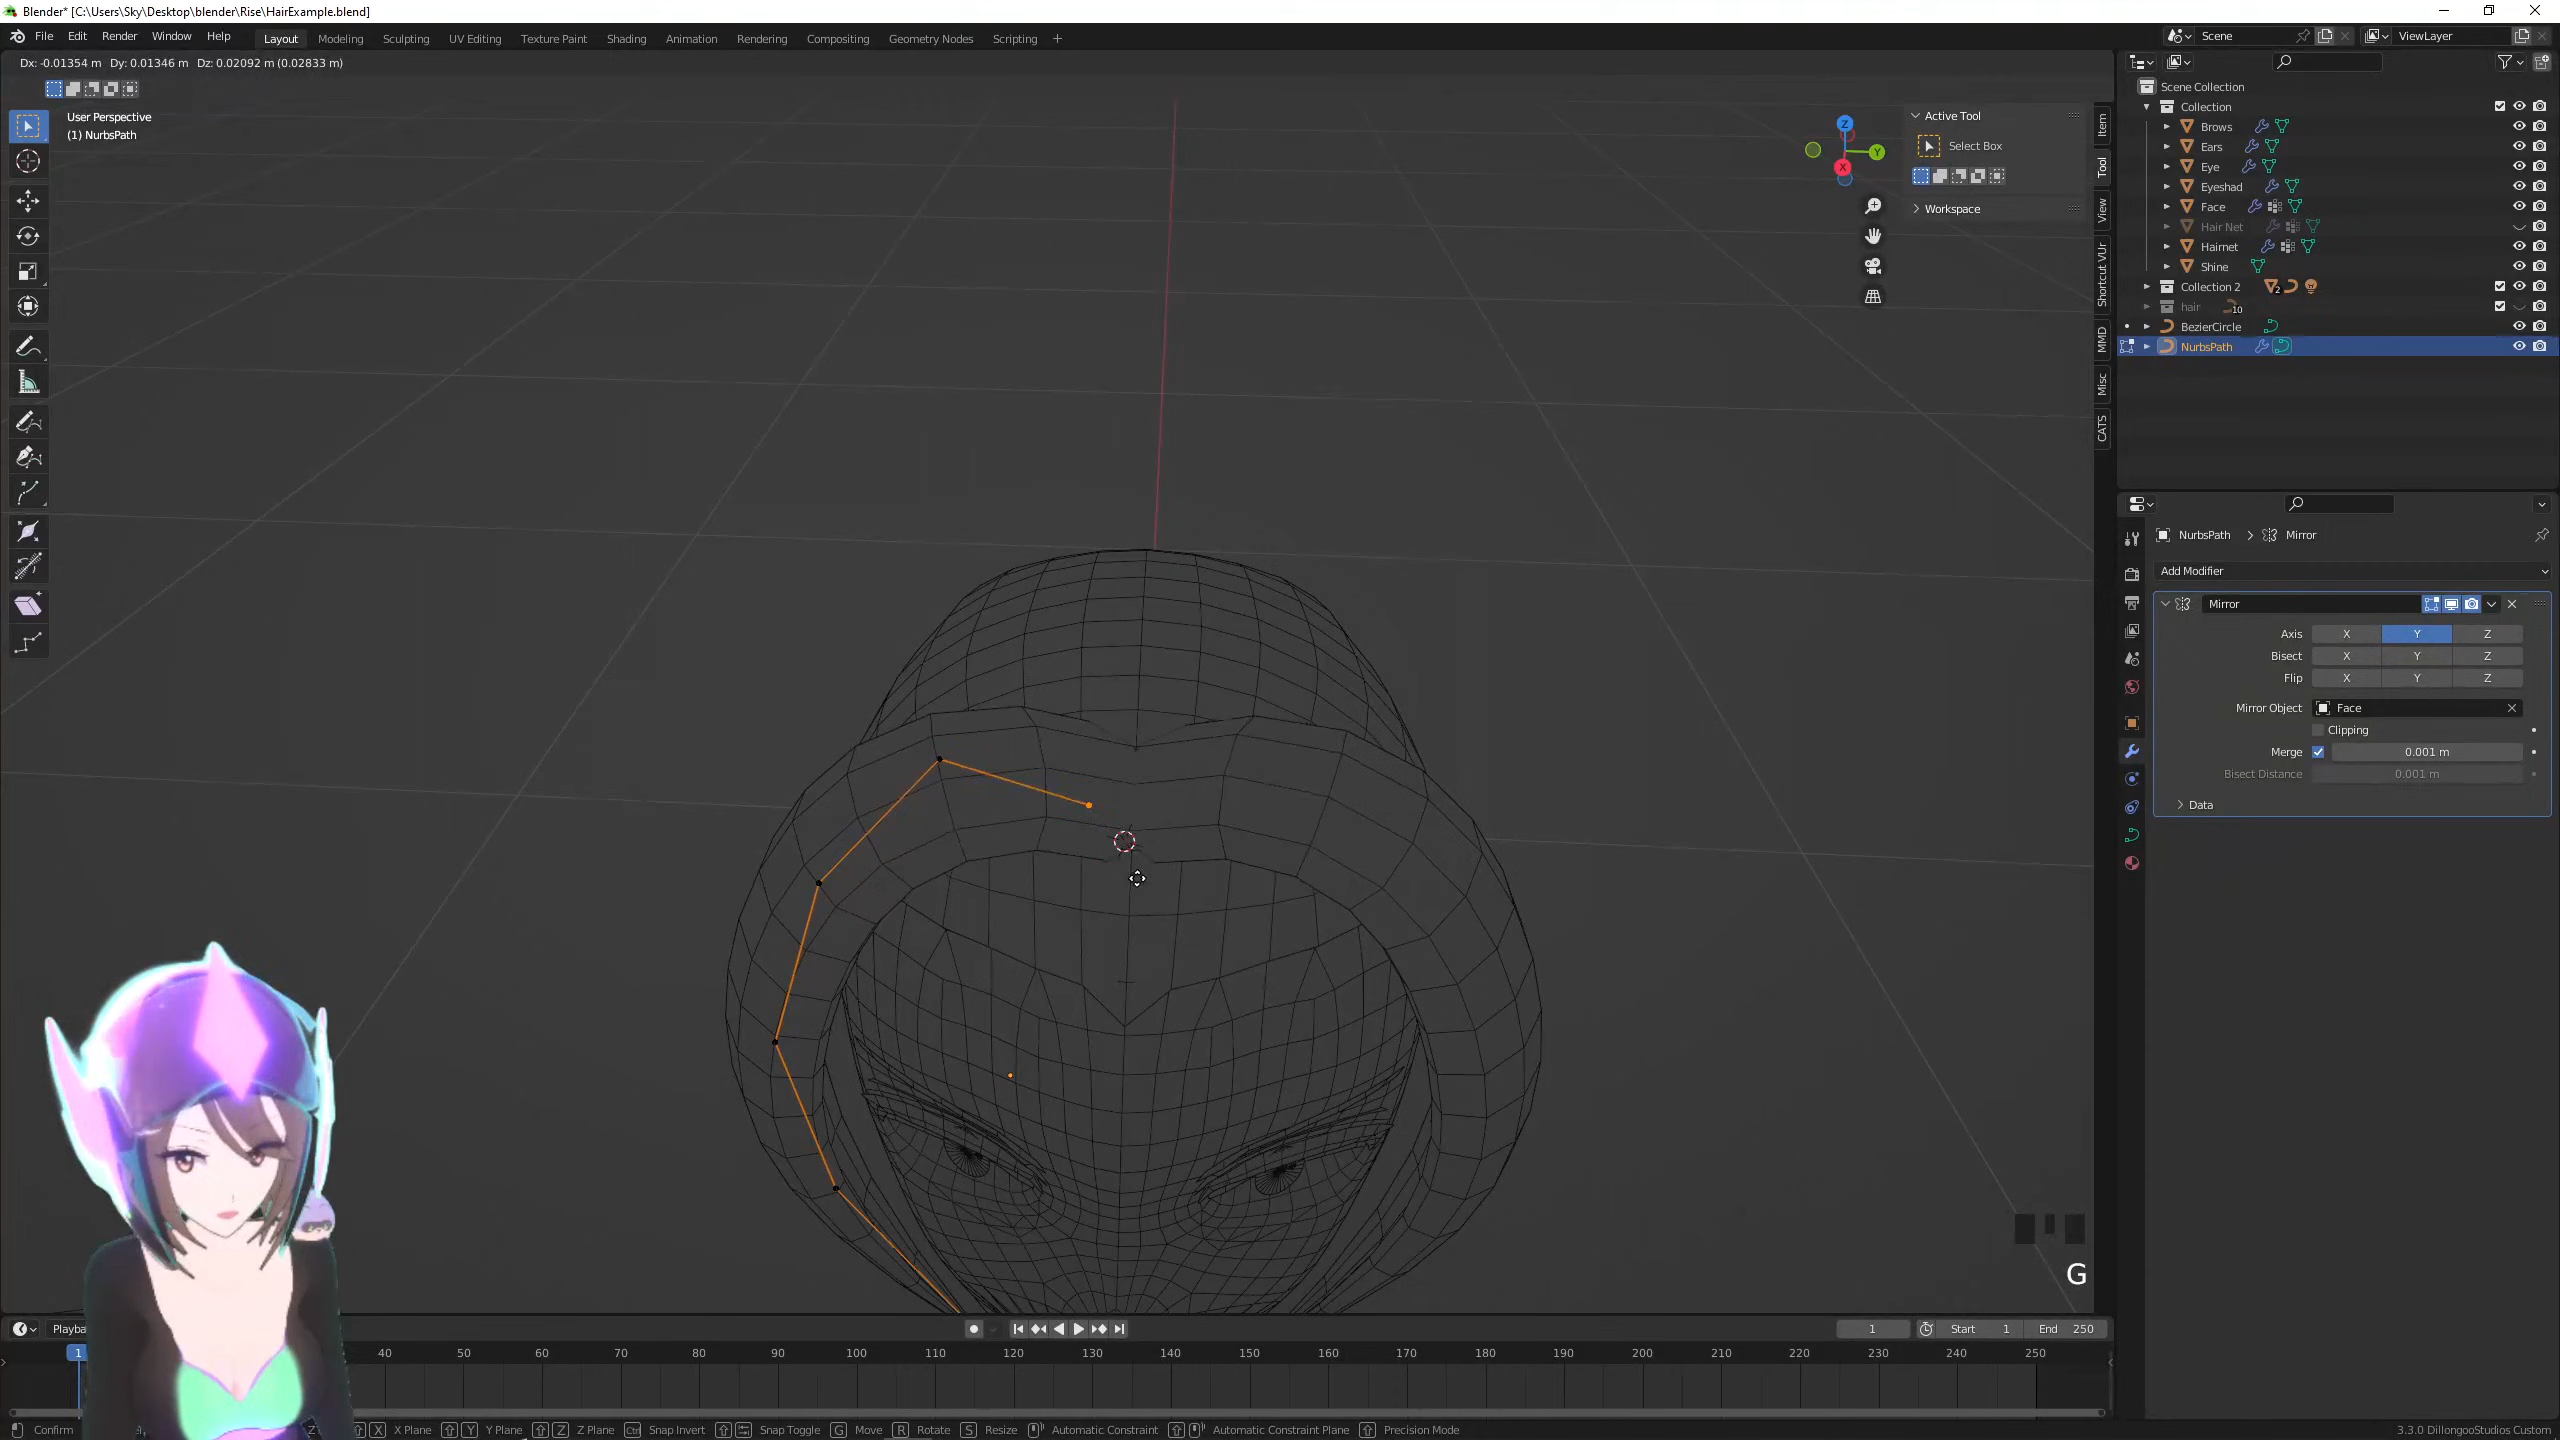 Blender* [C:\Users\Sky\Desktop\blender\Rise\HairExample.blend]
File Edit Render Window Help
Layout Modeling Sculpting UV Editing Texture Paint Shading Animation Rendering Compositing Geometry Nodes Scripting +
Scene
ViewLayer
Dx: -0.01354 m Dy: 0.01346 m Dz: 0.02092 m (0.02833 m)
User Perspective
(1) NurbsPath
Z
Y
X
Active Tool
Select Box
Workspace
Item
Tool
View
Shortcut VUr
MMD
Misc
CATS
Scene Collection
Collection
Brows
Ears
Eye
Eyeshad
Face
Hair Net
Hairnet
Shine
Collection 2 2
hair 10
BezierCircle
NurbsPath
NurbsPath > Mirror
Add Modifier
Mirror
Axis X Y Z
Bisect X Y Z
Flip X Y Z
Mirror Object Face
Clipping
Merge 0.001 m
Bisect Distance 0.001 m
Data
G
Playba
1 Start 1 End 250
1 40 50 60 70 80 90 100 110 120 130 140 150 160 170 180 190 200 210 220 230 240 250
Confirm X X Plane Y Y Plane Z Z Plane Ctrl Snap Invert Snap Toggle G Move R Rotate S Resize Automatic Constraint Automatic Constraint Plane Precision Mode
3.3.0 DillongooStudios Custom